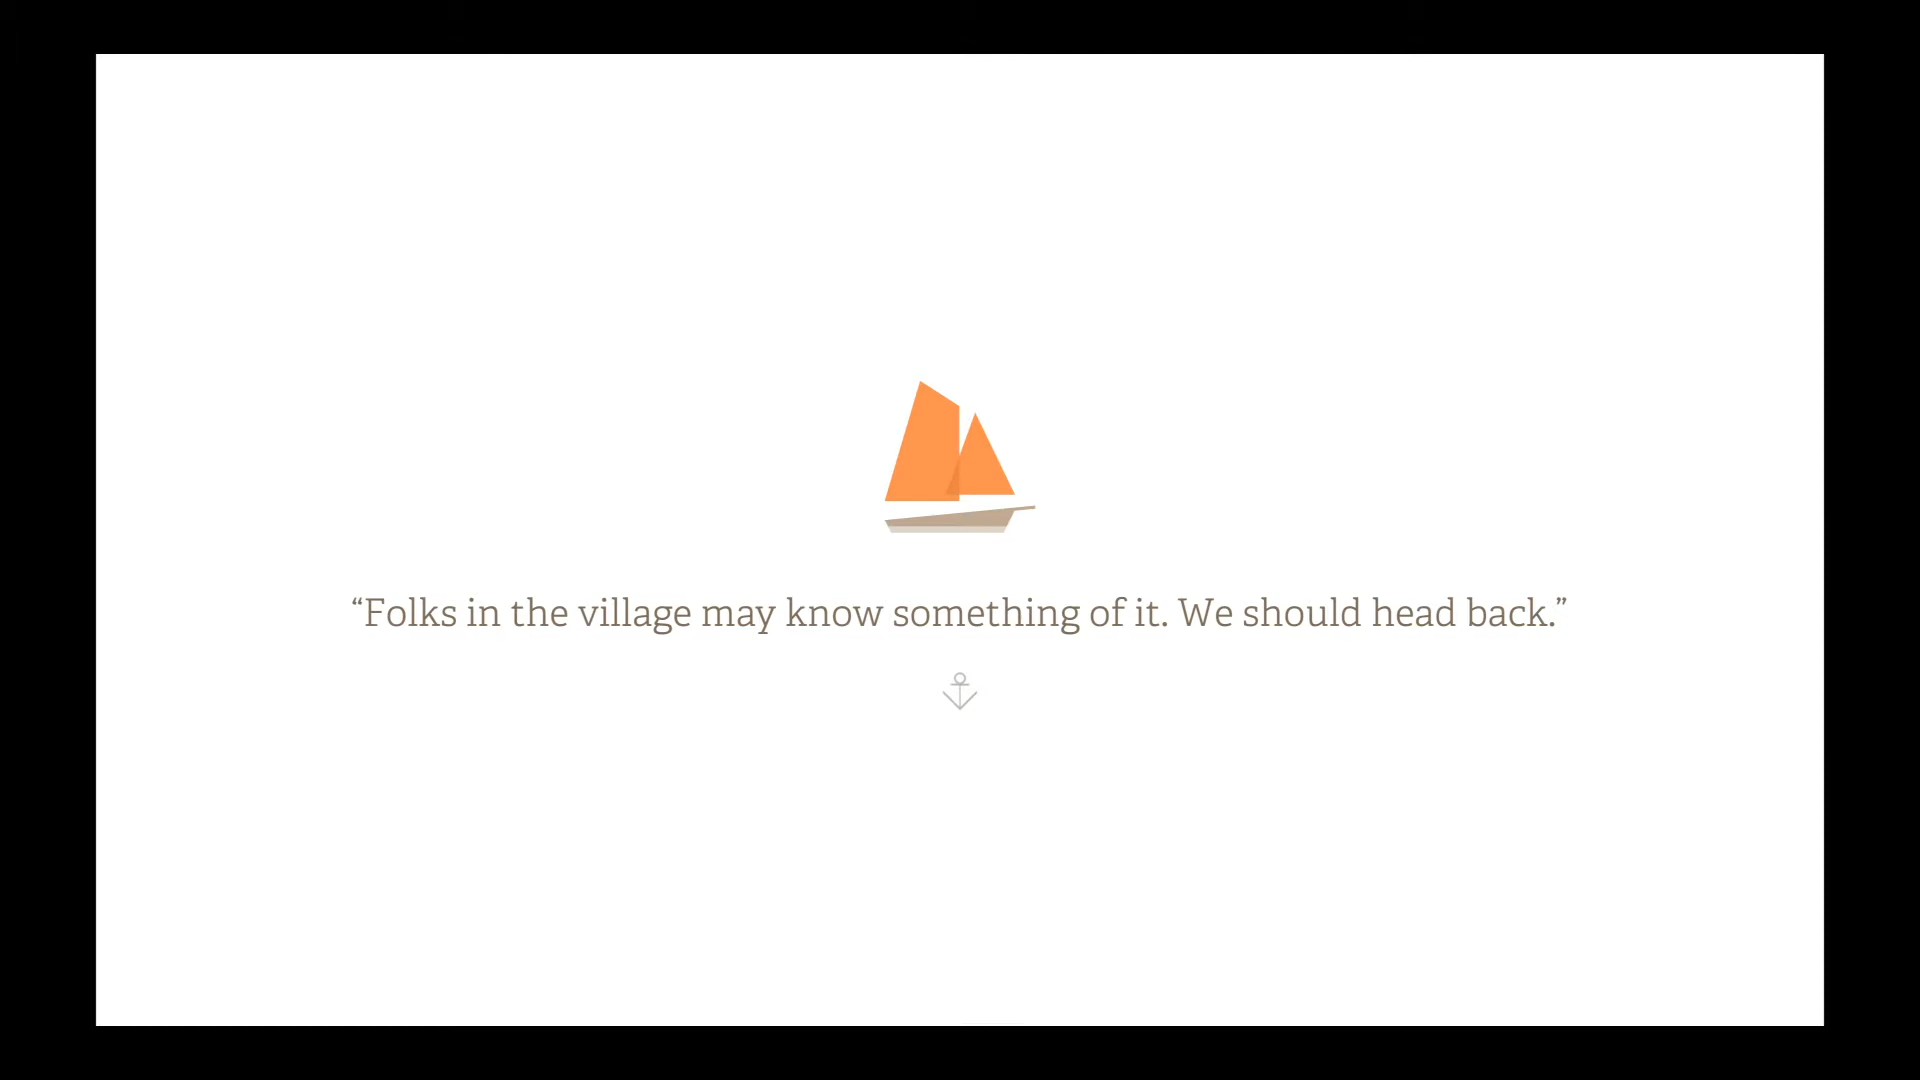 “Folks in the village may know something of it. We should head back.”